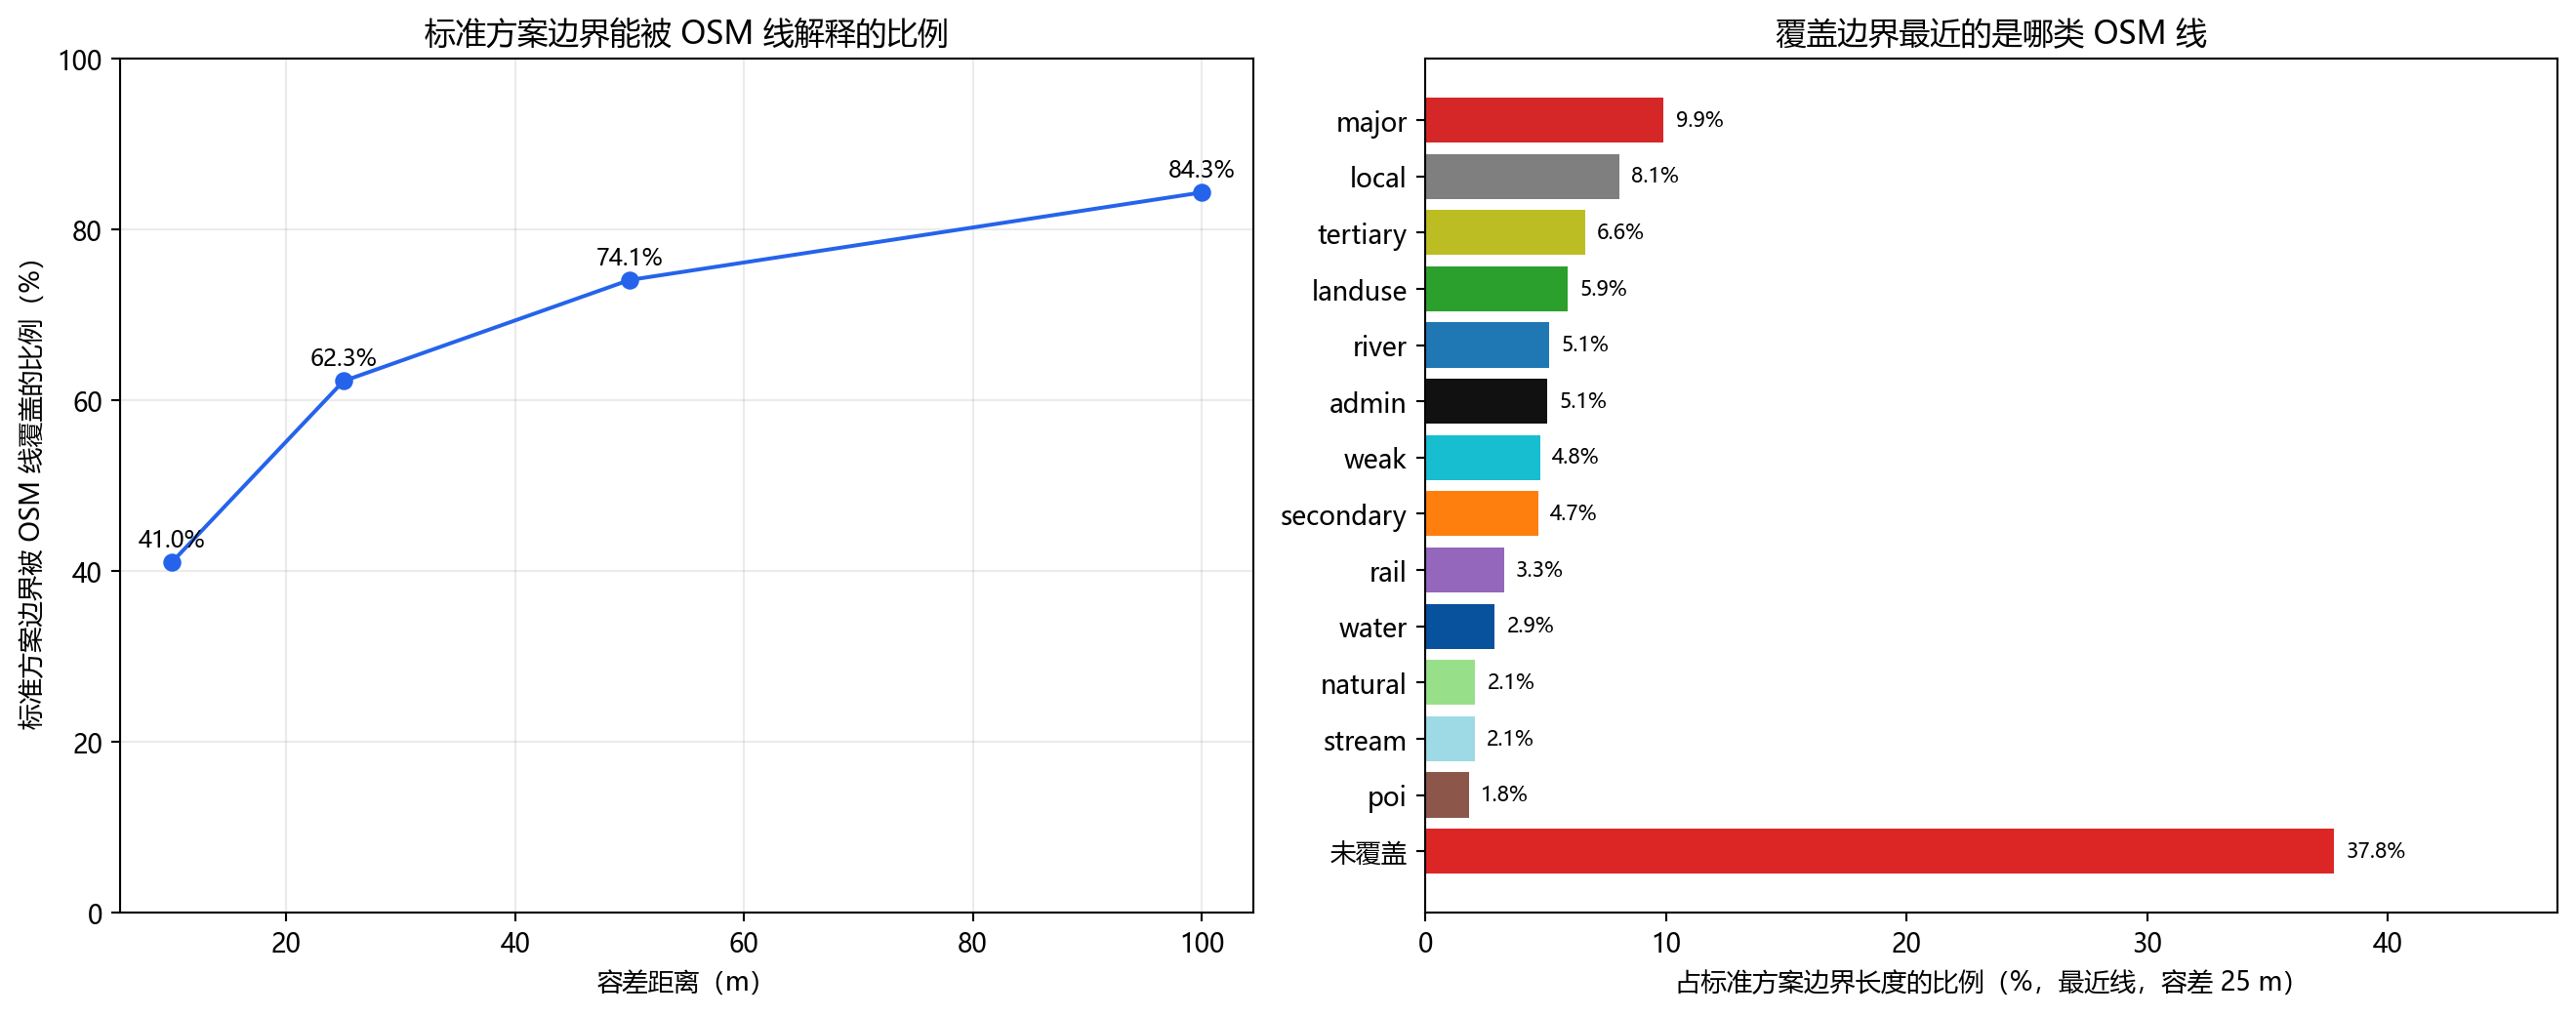 标准方案边界能被 OSM 线解释的比例
标准方案边界被 OSM 线覆盖的比例（%）
100
80
60
40
20
0
41.0%
62.3%
74.1%
84.3%
20
40
60
80
100
容差距离（m）
覆盖边界最近的是哪类 OSM 线
major 9.9%
local 8.1%
tertiary 6.6%
landuse 5.9%
river 5.1%
admin 5.1%
weak 4.8%
secondary 4.7%
rail 3.3%
water 2.9%
natural 2.1%
stream 2.1%
poi 1.8%
未覆盖 37.8%
0
10
20
30
40
占标准方案边界长度的比例（%，最近线，容差 25 m）